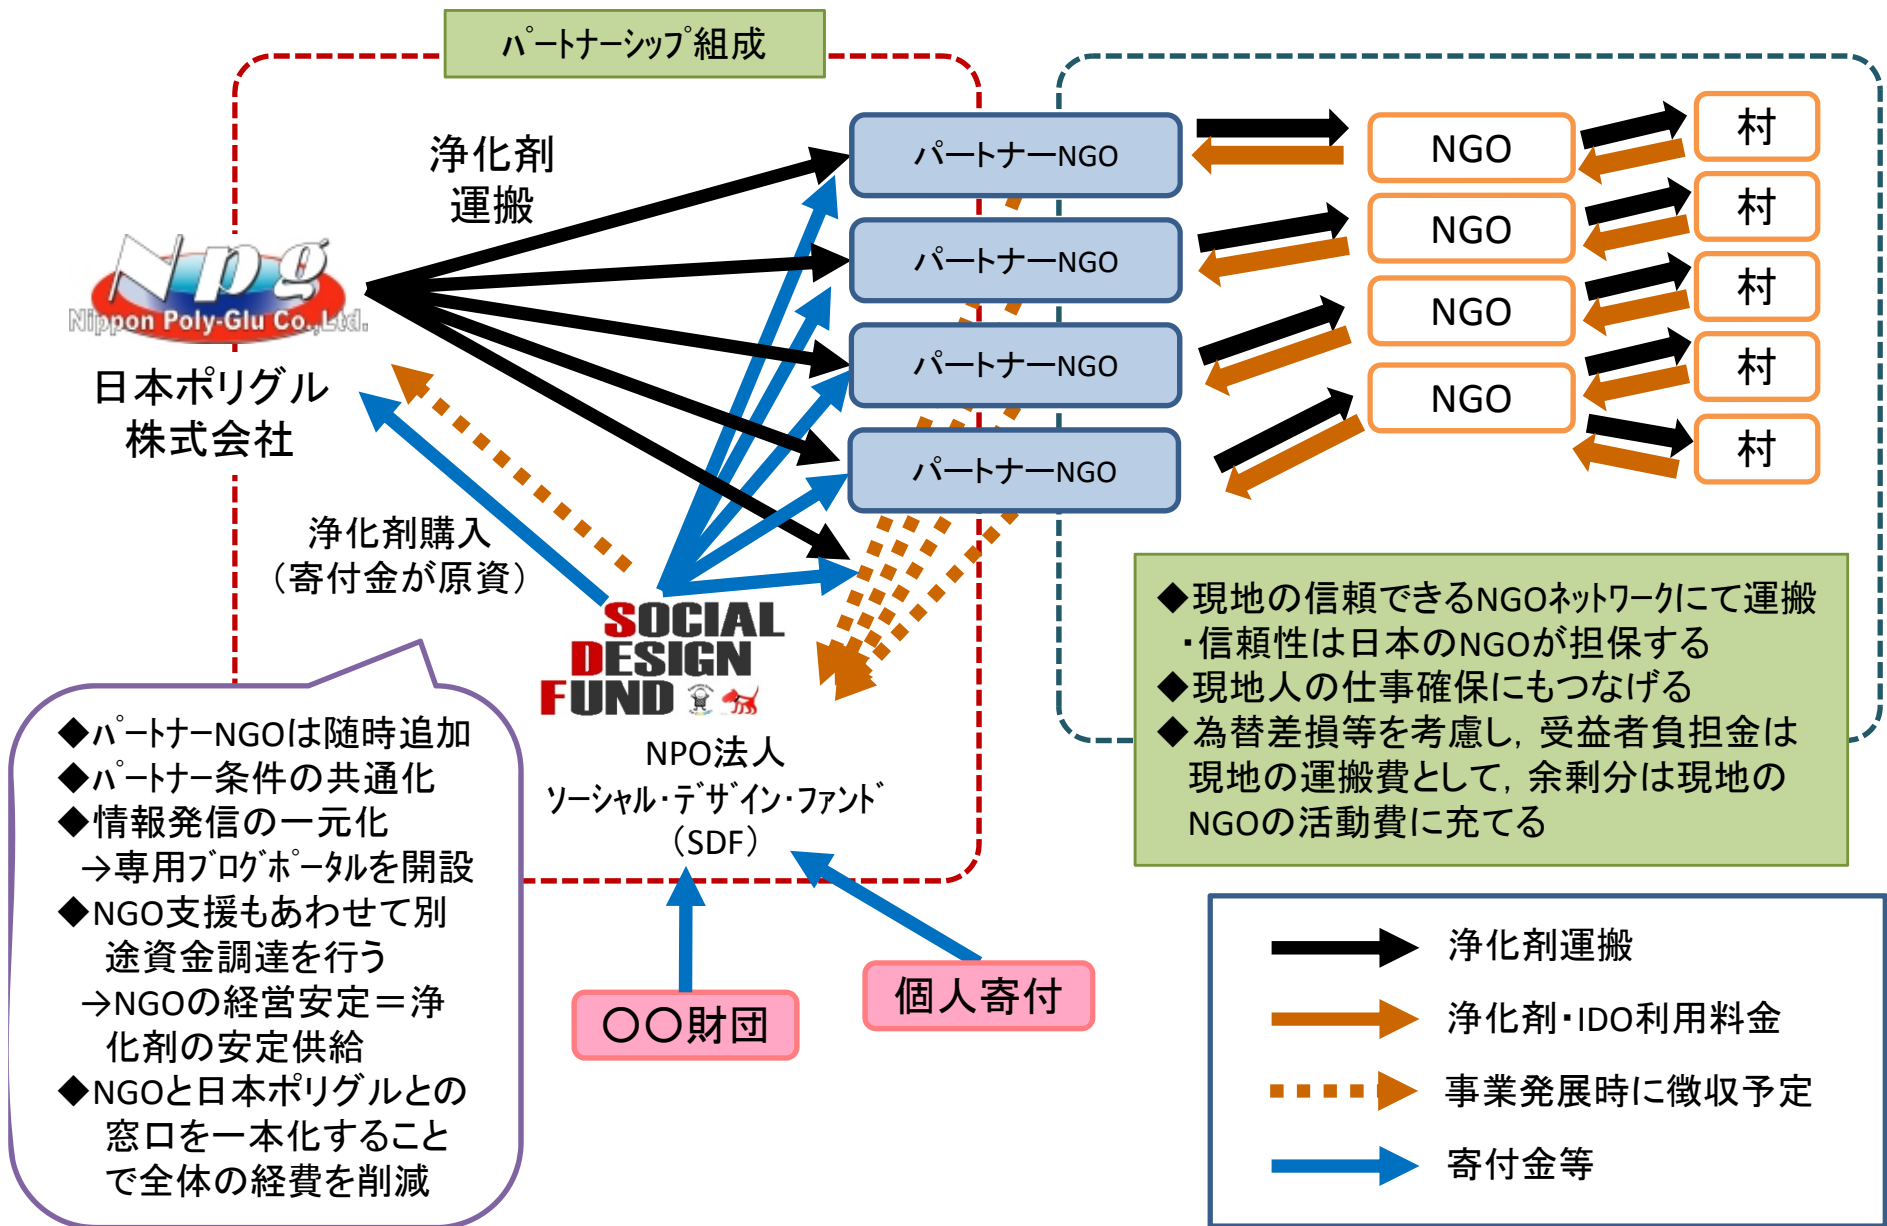 パートナーシップ組成
浄化剤
運搬
Npg
Nippon Poly-Glu Co.,Ltd.
日本ポリグル
株式会社
浄化剤購入
（寄付金が原資）
パートナーNGO
パートナーNGO
パートナーNGO
パートナーNGO
NGO
NGO
NGO
NGO
村
村
村
村
村
SOCIAL
DESIGN
FUND
NPO法人
ソーシャル・デザイン・ファンド
（SDF）
○○財団
個人寄付
◆パートナーNGOは随時追加
◆パートナー条件の共通化
◆情報発信の一元化
→専用ブログポータルを開設
◆NGO支援もあわせて別
途資金調達を行う
→NGOの経営安定＝浄
化剤の安定供給
◆NGOと日本ポリグルとの
窓口を一本化すること
で全体の経費を削減
◆現地の信頼できるNGOネットワークにて運搬
・信頼性は日本のNGOが担保する
◆現地人の仕事確保にもつなげる
◆為替差損等を考慮し，受益者負担金は
現地の運搬費として，余剰分は現地の
NGOの活動費に充てる
浄化剤運搬
浄化剤・IDO利用料金
事業発展時に徴収予定
寄付金等